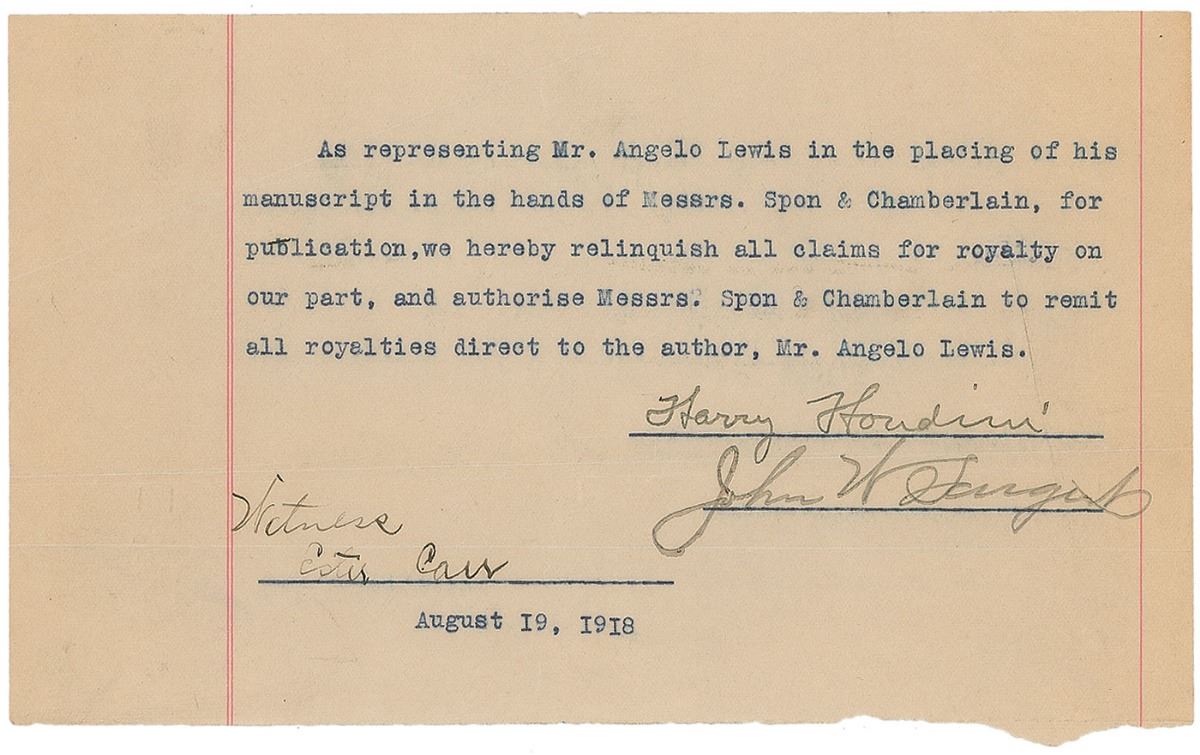 As representing Mr. Angelo Lewis in the placing of his
manuscript in the hands of Messrs. Spon & Chamberlain, for
publication,we hereby relinquish all claims for royalty on
our part, and authorise Messrs. Spon & Chamberlain to remit
all royalties direct to the author, Mr. Angelo Lewis.
Harry Houdini
John W Sargent
Witness
Carr
August 19, 1918